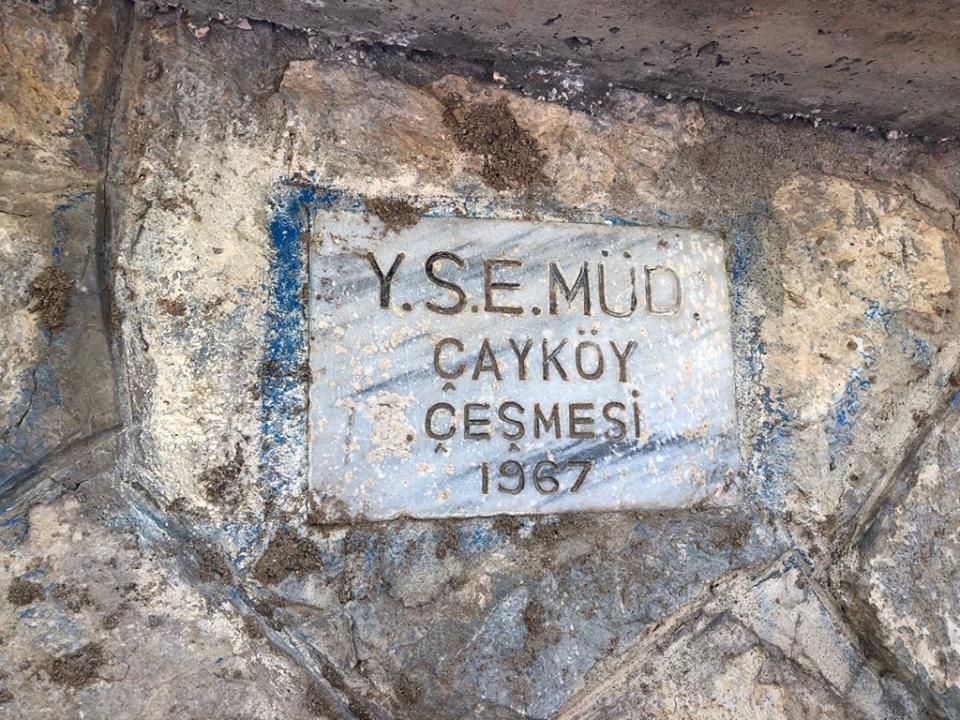 Y.S.E.MÜD.
ÇAYKÖY
ÇEŞMESİ
1967